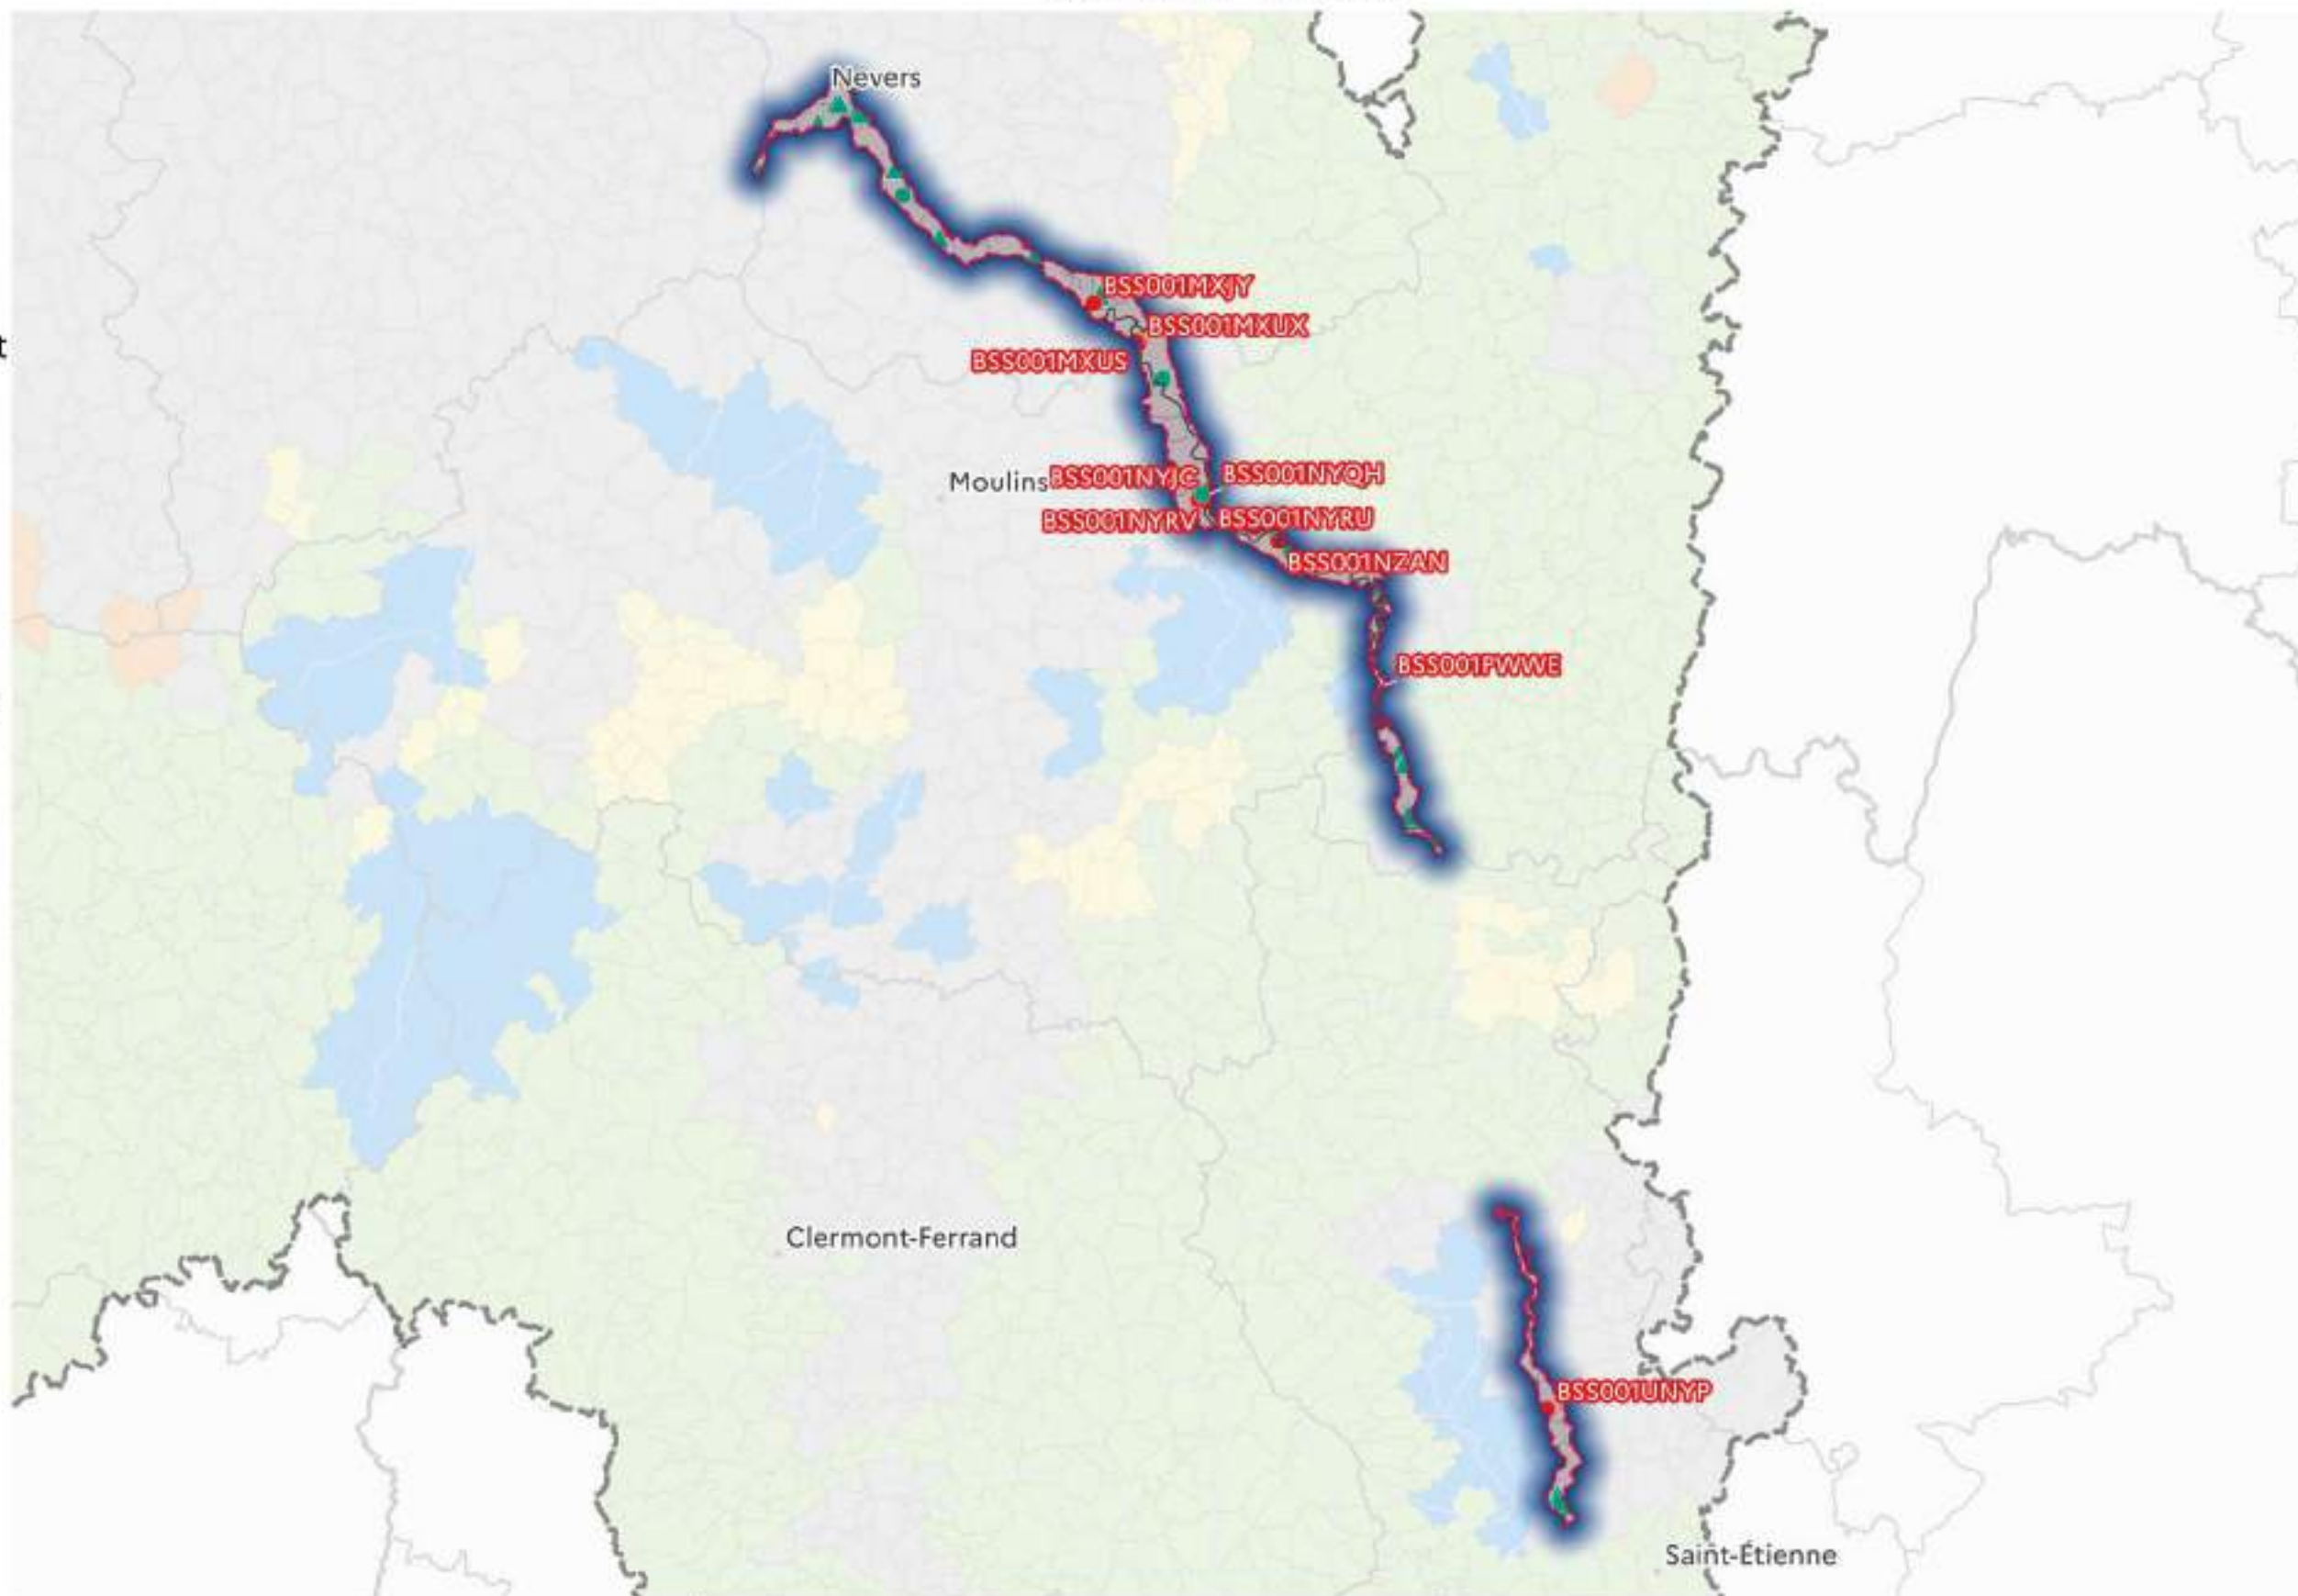 Nevers
BSS001MXJY
BSS001MXUX
t
BSS001MXUS
Moulins
BSS001NYJC
BSS001NYQH
BSS001NYRV
BSS001NYRU
BSS001NZAN
BSS001PWWE
Clermont-Ferrand
BSS001UNYP
Saint-Étienne